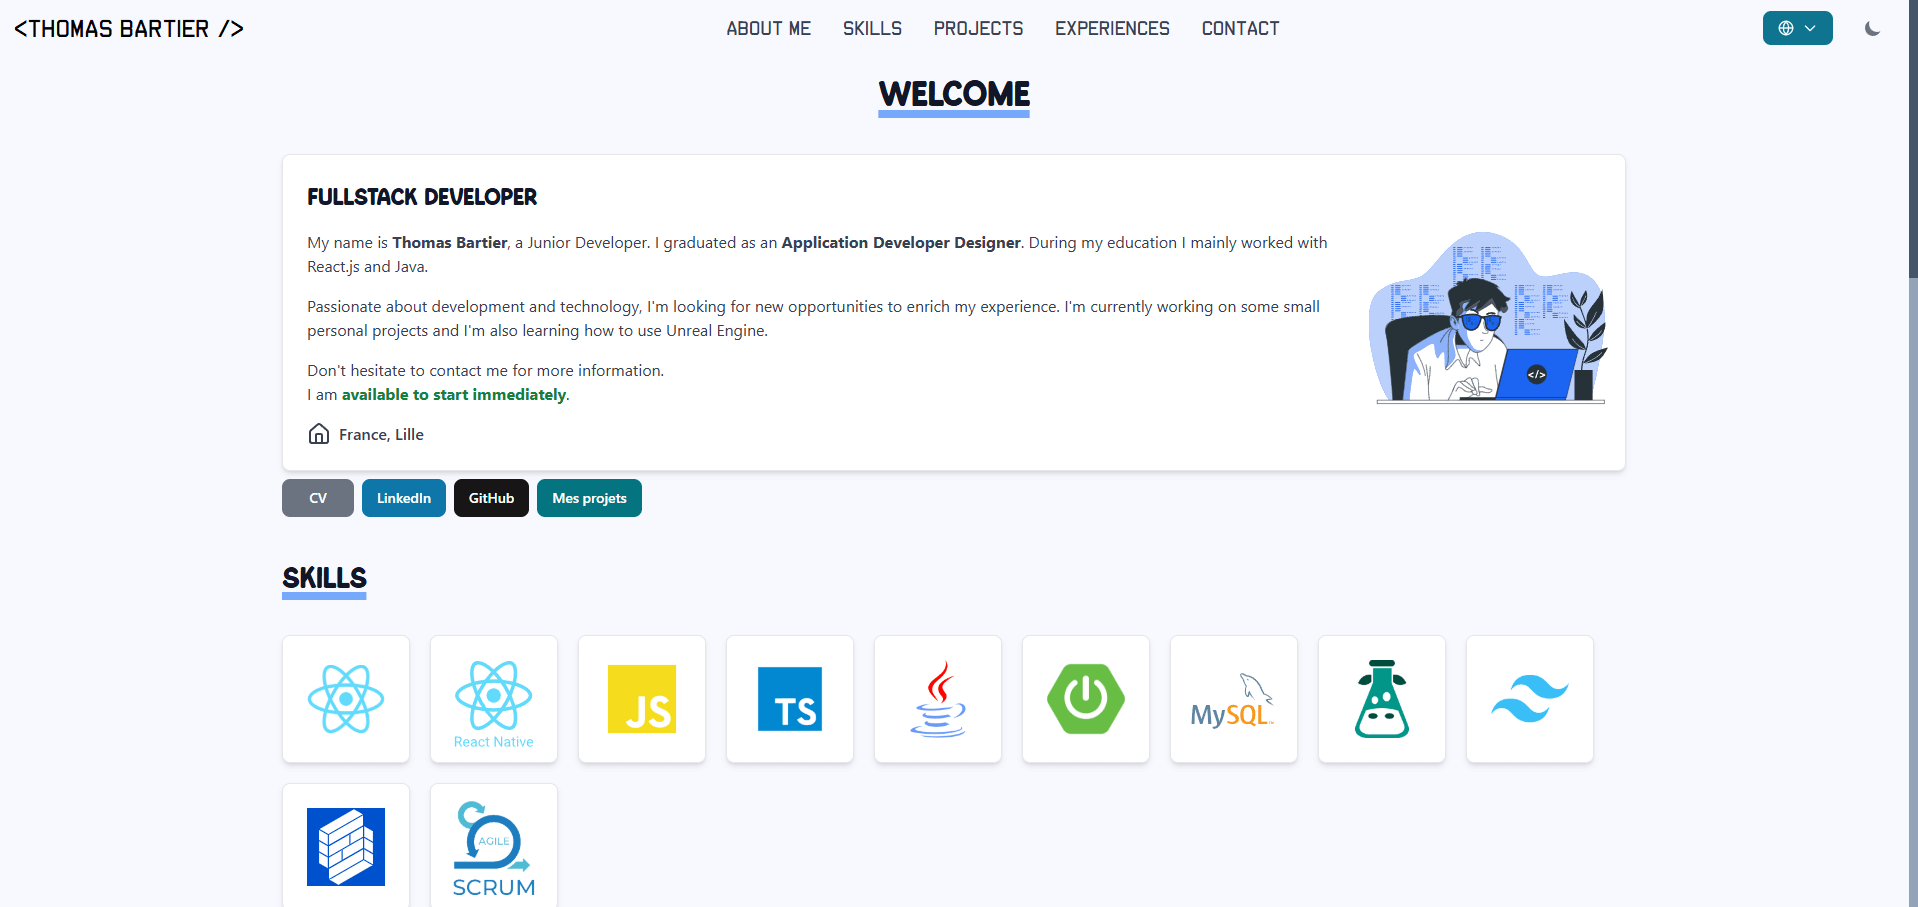 <THOMAS BARTIER />
ABOUT ME
SKILLS
PROJECTS
EXPERIENCES
CONTACT
WELCOME
FULLSTACK DEVELOPER
My name is Thomas Bartier, a Junior Developer. I graduated as an Application Developer Designer. During my education I mainly worked with
React.js and Java.
Passionate about development and technology, I'm looking for new opportunities to enrich my experience. I'm currently working on some small
personal projects and I'm also learning how to use Unreal Engine.
Don't hesitate to contact me for more information.
I am available to start immediately.
France, Lille
</>
CV
LinkedIn
GitHub
Mes projets
SKILLS
React Native
JS
TS
MySQL
AGILE
SCRUM